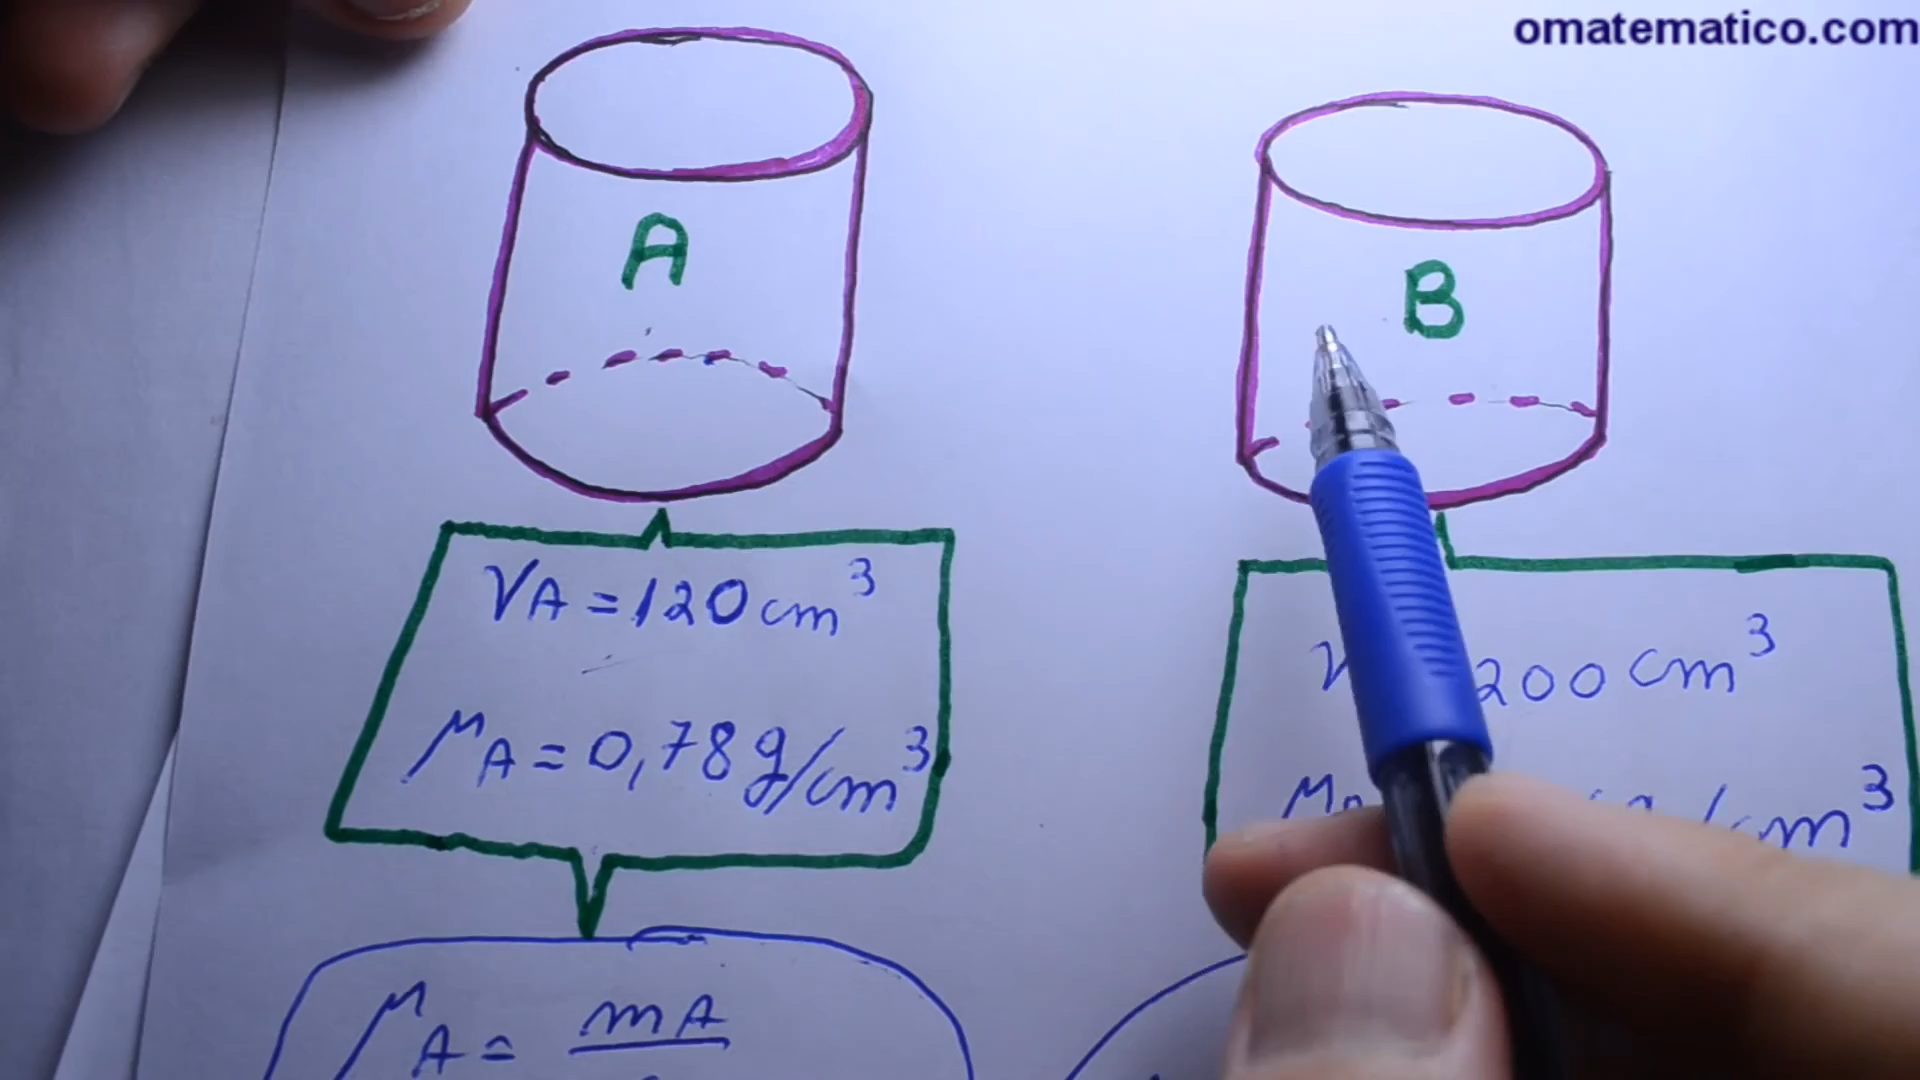 omatematico.com
A
B
VA = 120 cm³
μA = 0,78 g/cm³
200 cm³
cm³
μA = mA